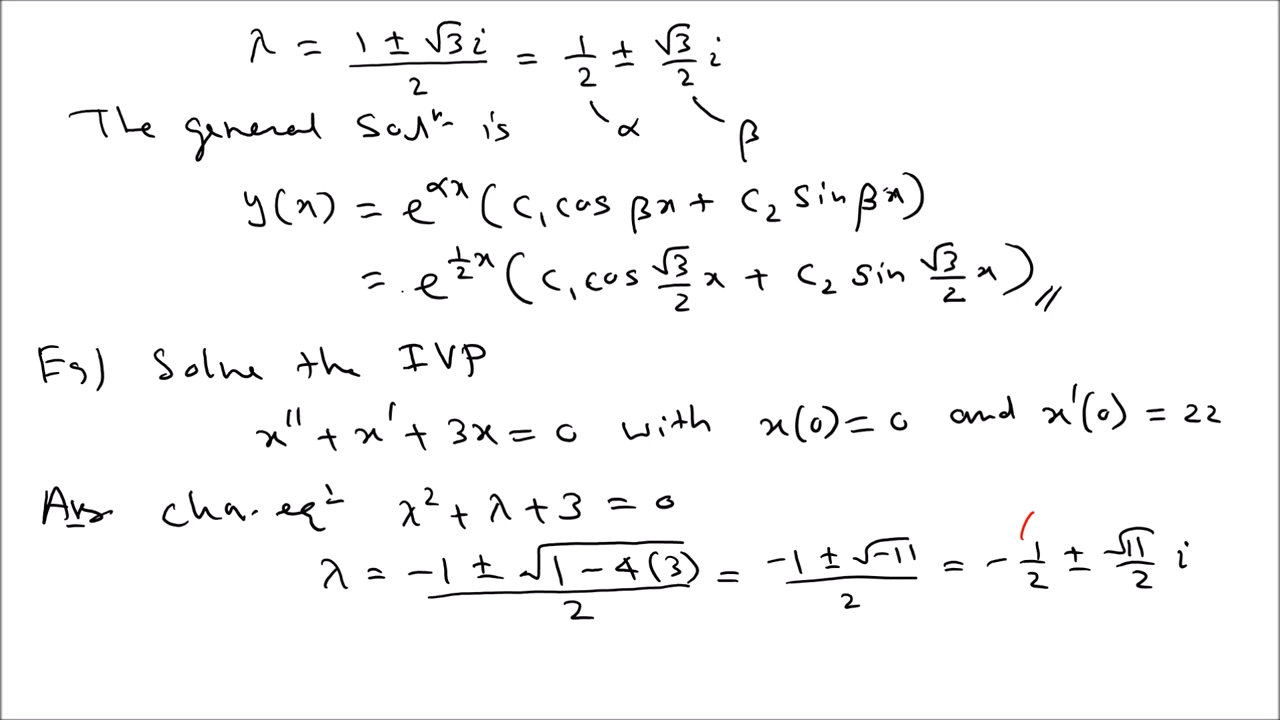 λ = (1 ± √3 i)/2 = 1/2 ± √3/2 i
The general Solⁿ is α β
y(x) = e^{αx} (C₁ cos βx + C₂ sin βx)
= e^{1/2 x} (C₁ cos √3/2 x + C₂ sin √3/2 x) //
Eg) Solve the IVP
x'' + x' + 3x = 0 with x(0) = 0 and x'(0) = 22
Ans cha. eqⁿ λ² + λ + 3 = 0
λ = (-1 ± √(1 - 4(3)))/2 = (-1 ± √-11)/2 = -1/2 ± √11/2 i